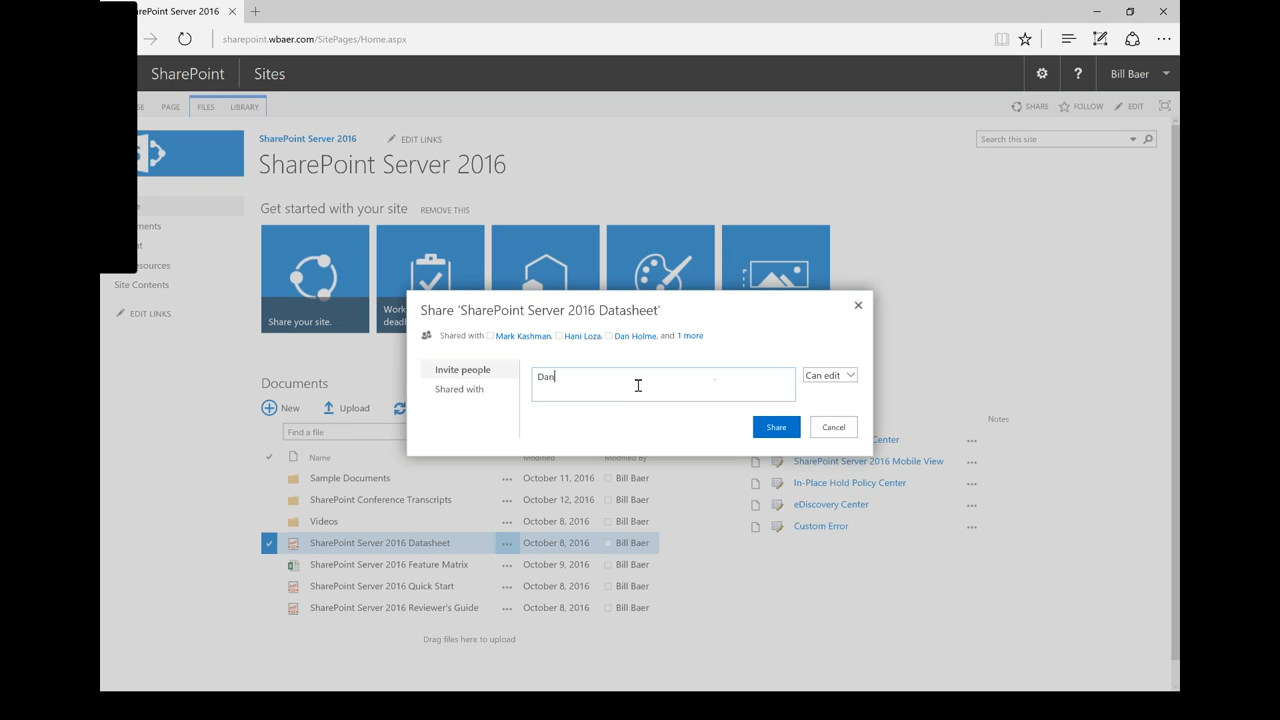 rePoint Server 2016
sharepoint.wbaer.com/SitePages/Home.aspx
SharePoint Sites ? Bill Baer
SE PAGE FILES LIBRARY SHARE FOLLOW EDIT
SharePoint Server 2016 EDIT LINKS
Search this site
SharePoint Server 2016
Get started with your site REMOVE THIS
ments
nt
ources
Site Contents
EDIT LINKS
Share your site.
Work
deadl
Share 'SharePoint Server 2016 Datasheet'
Shared with Mark Kashman, Hani Loza, Dan Holme, and 1 more
Invite people
Shared with
Dan
Can edit
Share Cancel
Documents
New Upload
Find a file
Name Modified Modified By
Sample Documents ... October 11, 2016 Bill Baer
SharePoint Conference Transcripts ... October 12, 2016 Bill Baer
Videos ... October 8, 2016 Bill Baer
SharePoint Server 2016 Datasheet ... October 8, 2016 Bill Baer
SharePoint Server 2016 Feature Matrix ... October 9, 2016 Bill Baer
SharePoint Server 2016 Quick Start ... October 8, 2016 Bill Baer
SharePoint Server 2016 Reviewer's Guide ... October 8, 2016 Bill Baer
Drag files here to upload
Notes
Center ...
SharePoint Server 2016 Mobile View ...
In-Place Hold Policy Center ...
eDiscovery Center ...
Custom Error ...